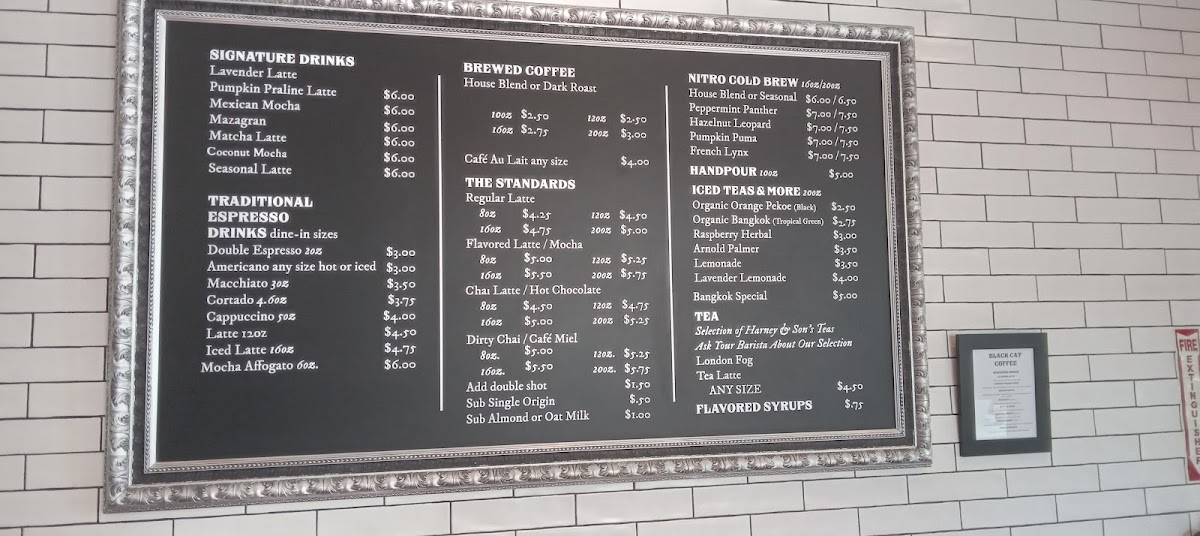 SIGNATURE DRINKS
Lavender Latte
Pumpkin Praline Latte $6.00
Mexican Mocha $6.00
Mazagran $6.00
Matcha Latte $6.00
Coconut Mocha $6.00
Seasonal Latte $6.00
TRADITIONAL
ESPRESSO
DRINKS dine-in sizes
Double Espresso 2oz $3.00
Americano any size hot or iced $3.00
Macchiato 3oz $3.50
Cortado 4.6oz $3.75
Cappuccino 5oz $4.00
Latte 12oz $4.50
Iced Latte 16oz $4.75
Mocha Affogato 6oz. $6.00
BREWED COFFEE
House Blend or Dark Roast
10oz $2.50 12oz $2.50
16oz $2.75 20oz $3.00
Café Au Lait any size $4.00
THE STANDARDS
Regular Latte
8oz $4.25 12oz $4.50
16oz $4.75 20oz $5.00
Flavored Latte / Mocha
8oz $5.00 12oz $5.25
16oz $5.50 20oz $5.75
Chai Latte / Hot Chocolate
8oz $4.50 12oz $4.75
16oz $5.00 20oz $5.25
Dirty Chai / Café Miel
8oz. $5.00 12oz. $5.25
16oz. $5.50 20oz. $5.75
Add double shot $1.50
Sub Single Origin $.50
Sub Almond or Oat Milk $1.00
NITRO COLD BREW 16oz/20oz
House Blend or Seasonal $6.00 / 6.50
Peppermint Panther $7.00 / 7.50
Hazelnut Leopard $7.00 / 7.50
Pumpkin Puma $7.00 / 7.50
French Lynx $7.00 / 7.50
HANDPOUR 10oz $5.00
ICED TEAS & MORE 20oz
Organic Orange Pekoe (Black) $2.50
Organic Bangkok (Tropical Green) $2.75
Raspberry Herbal $3.00
Arnold Palmer $3.50
Lemonade $3.50
Lavender Lemonade $4.00
Bangkok Special $5.00
TEA
Selection of Harney & Son's Teas
Ask Your Barista About Our Selection
London Fog
Tea Latte
ANY SIZE $4.50
FLAVORED SYRUPS $.75
BLACK CAT
COFFEE
FIRE
EXTINGUISHER